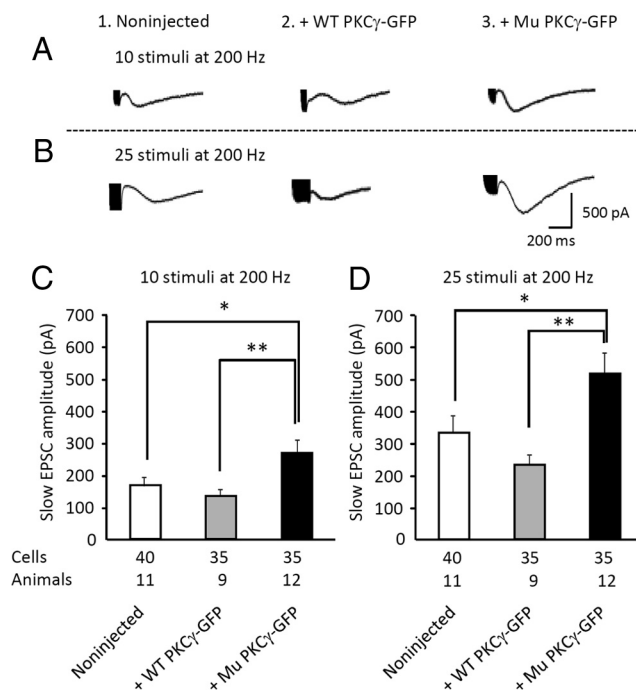 1. Noninjected 2. + WT PKCγ-GFP 3. + Mu PKCγ-GFP
A
10 stimuli at 200 Hz
B
25 stimuli at 200 Hz
500 pA
200 ms
C
10 stimuli at 200 Hz
Slow EPSC amplitude (pA)
700
600
500
400
300
200
100
0
*
**
Cells 40 35 35
Animals 11 9 12
Noninjected
+ WT PKCγ-GFP
+ Mu PKCγ-GFP
D
25 stimuli at 200 Hz
Slow EPSC amplitude (pA)
700
600
500
400
300
200
100
0
*
**
40 35 35
11 9 12
Noninjected
+ WT PKCγ-GFP
+ Mu PKCγ-GFP